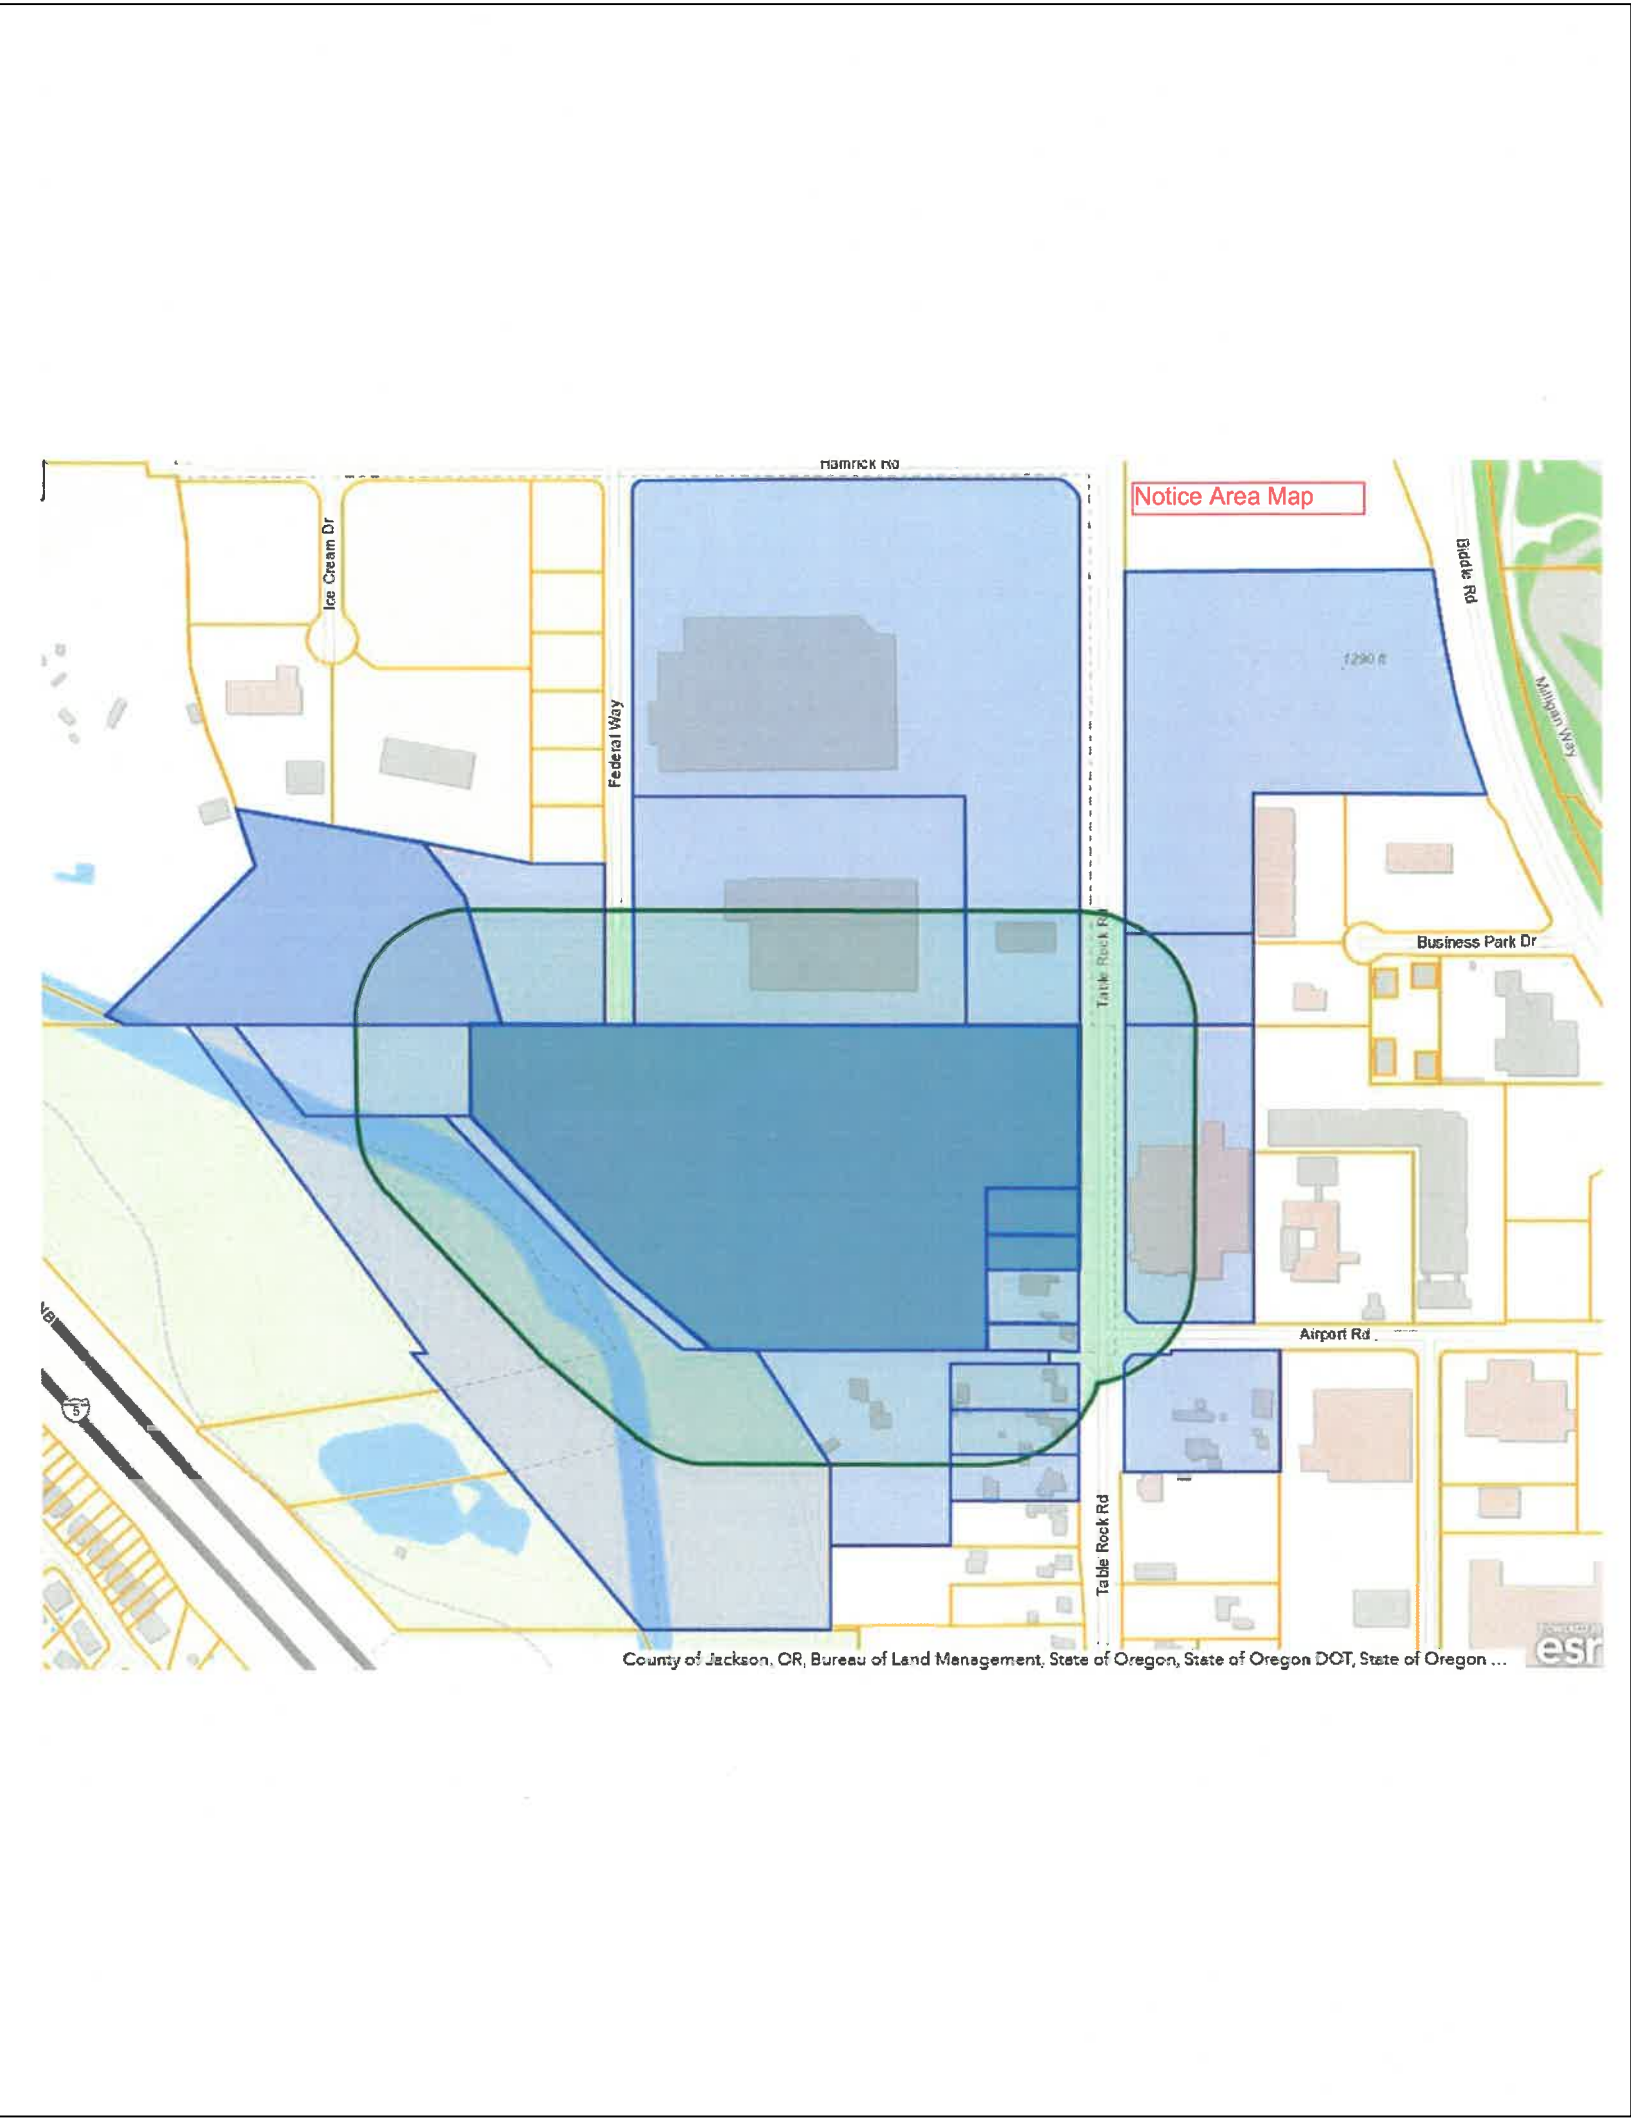 Hamrick Rd
Notice Area Map
Ice Cream Dr
Biddle Rd
1290 ft
Milligan Way
Federal Way
Table Rock Rd
Business Park Dr
Airport Rd
5
Table Rock Rd
County of Jackson, OR, Bureau of Land Management, State of Oregon, State of Oregon DOT, State of Oregon ...
esri